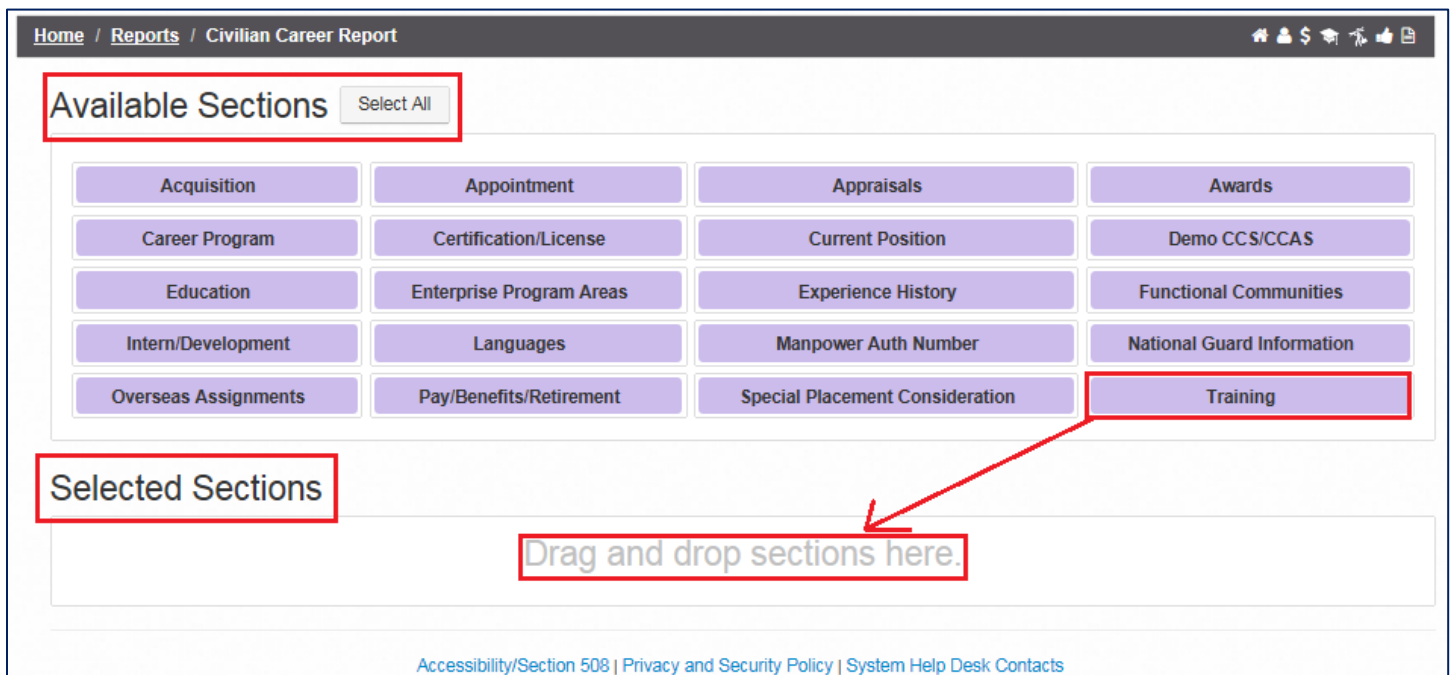 Home / Reports / Civilian Career Report
Available Sections Select All
Acquisition Appointment Appraisals Awards
Career Program Certification/License Current Position Demo CCS/CCAS
Education Enterprise Program Areas Experience History Functional Communities
Intern/Development Languages Manpower Auth Number National Guard Information
Overseas Assignments Pay/Benefits/Retirement Special Placement Consideration Training
Selected Sections
Drag and drop sections here.
Accessibility/Section 508 | Privacy and Security Policy | System Help Desk Contacts